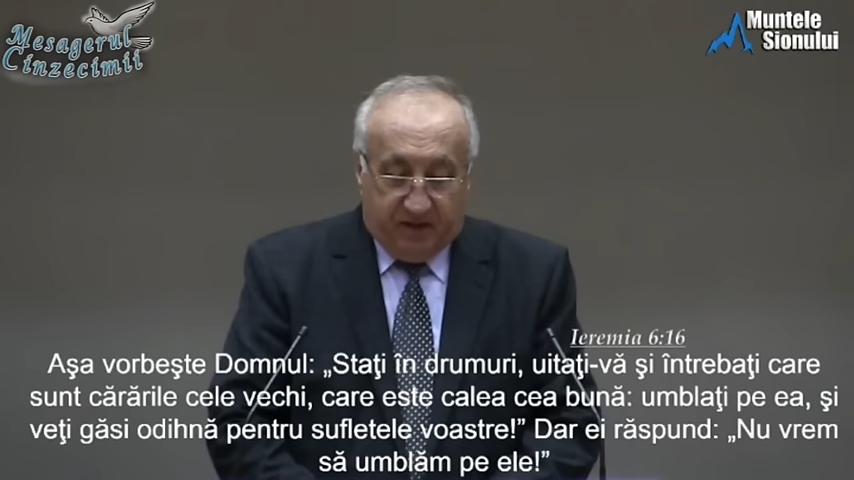 Mesagerul
Cinzecimii
Muntele
Sionului
Ieremia 6:16
Aşa vorbeşte Domnul: „Staţi în drumuri, uitaţi-vă şi întrebaţi care
sunt cărările cele vechi, care este calea cea bună: umblaţi pe ea, şi
veţi găsi odihnă pentru sufletele voastre!” Dar ei răspund: „Nu vrem
să umblăm pe ele!”